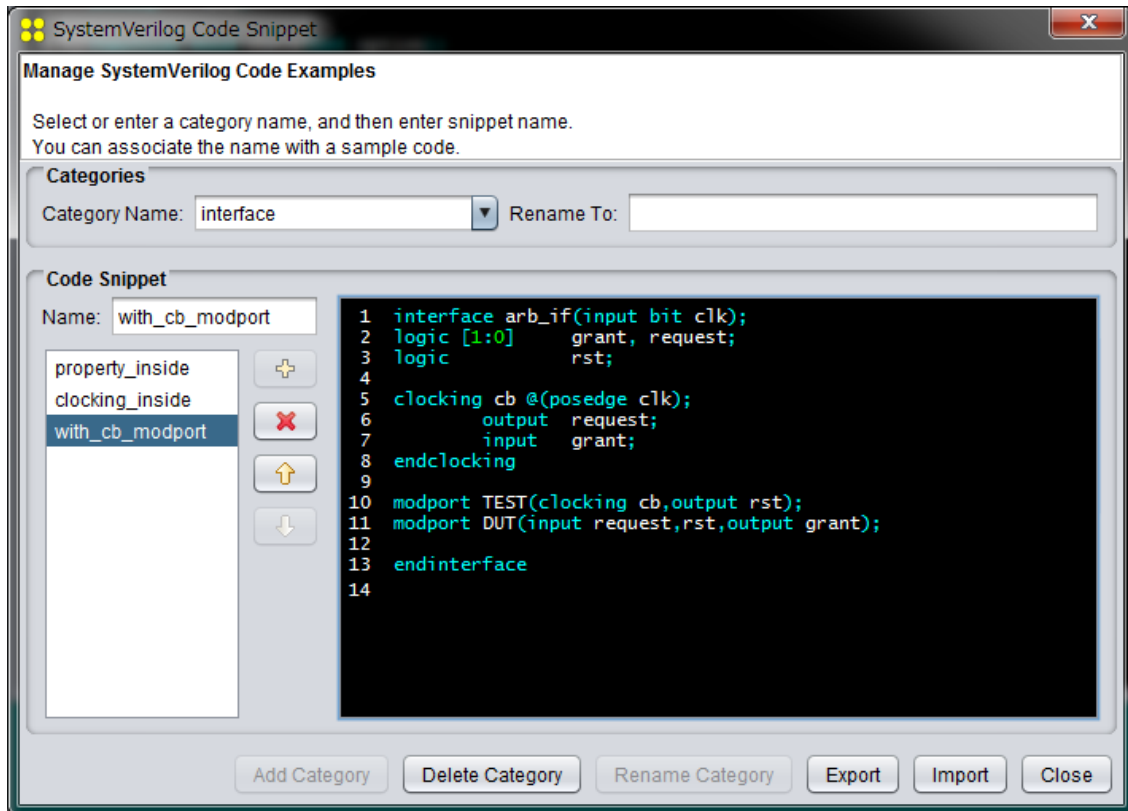 SystemVerilog Code Snippet
Manage SystemVerilog Code Examples
Select or enter a category name, and then enter snippet name.
You can associate the name with a sample code.
Categories
Category Name: interface Rename To:
Code Snippet
Name: with_cb_modport
property_inside
clocking_inside
with_cb_modport
1 interface arb_if(input bit clk);
2 logic [1:0] grant, request;
3 logic rst;
4
5 clocking cb @(posedge clk);
6 output request;
7 input grant;
8 endclocking
9
10 modport TEST(clocking cb,output rst);
11 modport DUT(input request,rst,output grant);
12
13 endinterface
14
Add Category Delete Category Rename Category Export Import Close